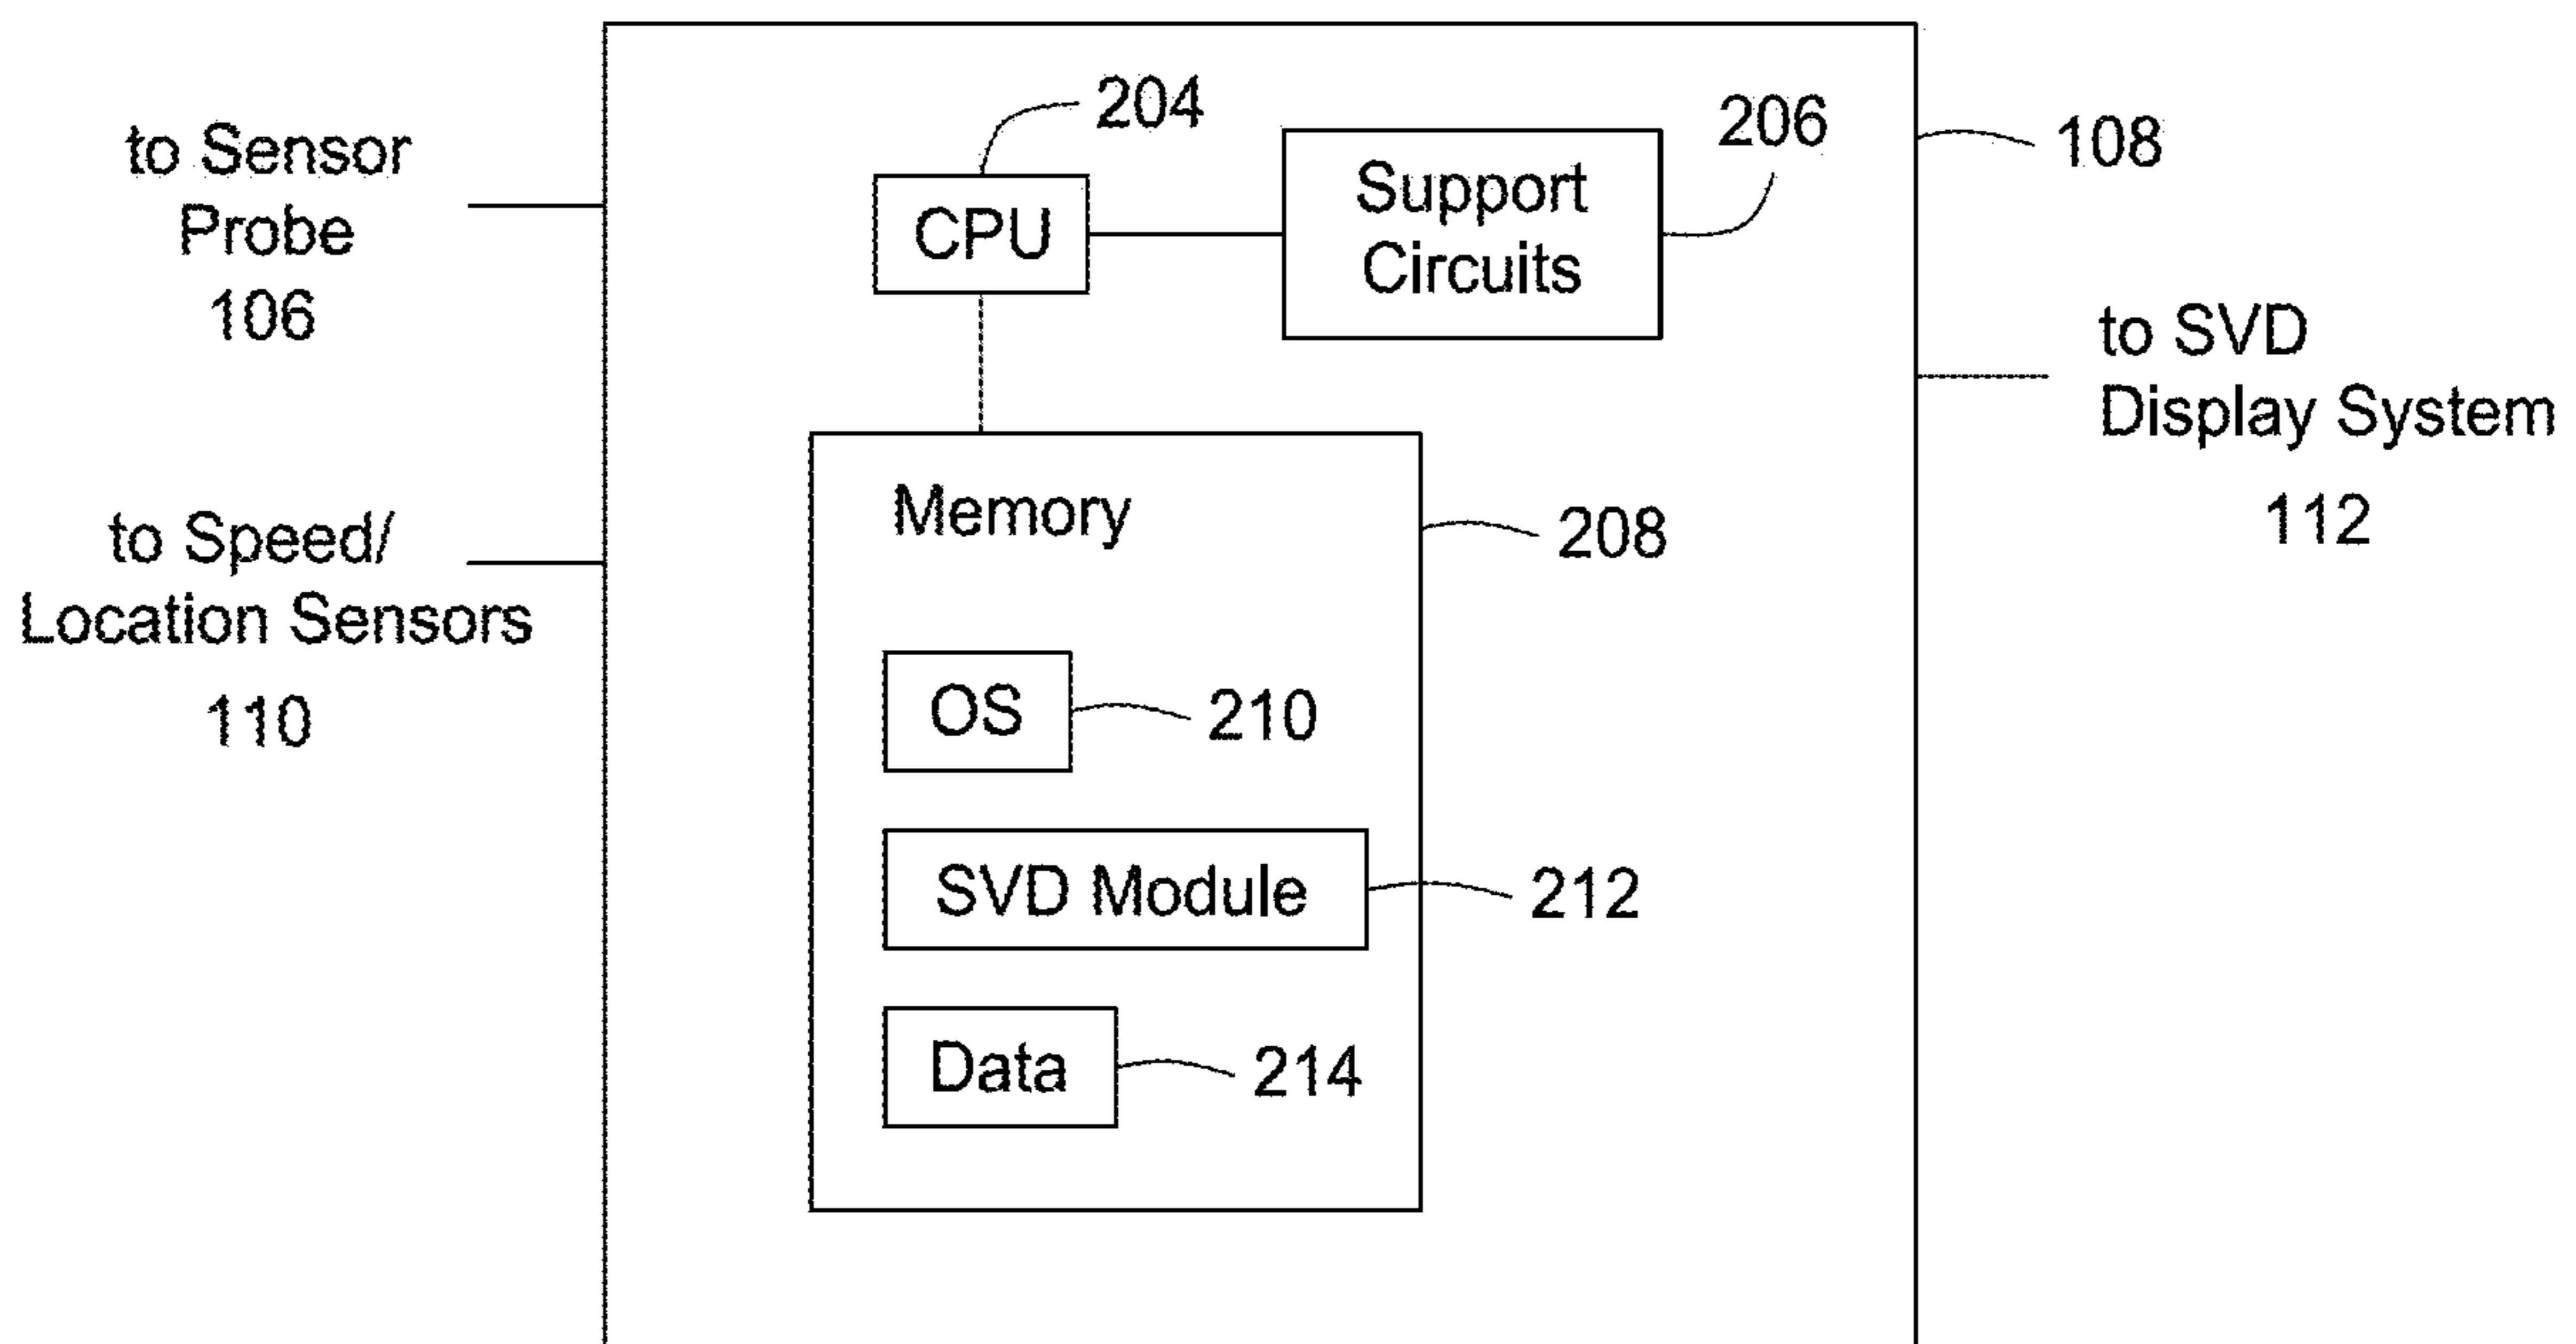 to Sensor
Probe
106
to Speed/
Location Sensors
110
204
CPU
Support
Circuits
206
108
to SVD
Display System
112
Memory
208
OS
210
SVD Module
212
Data
214